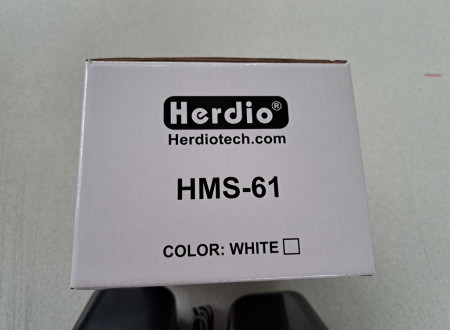 Herdio®
Herdiotech.com
HMS-61
COLOR: WHITE